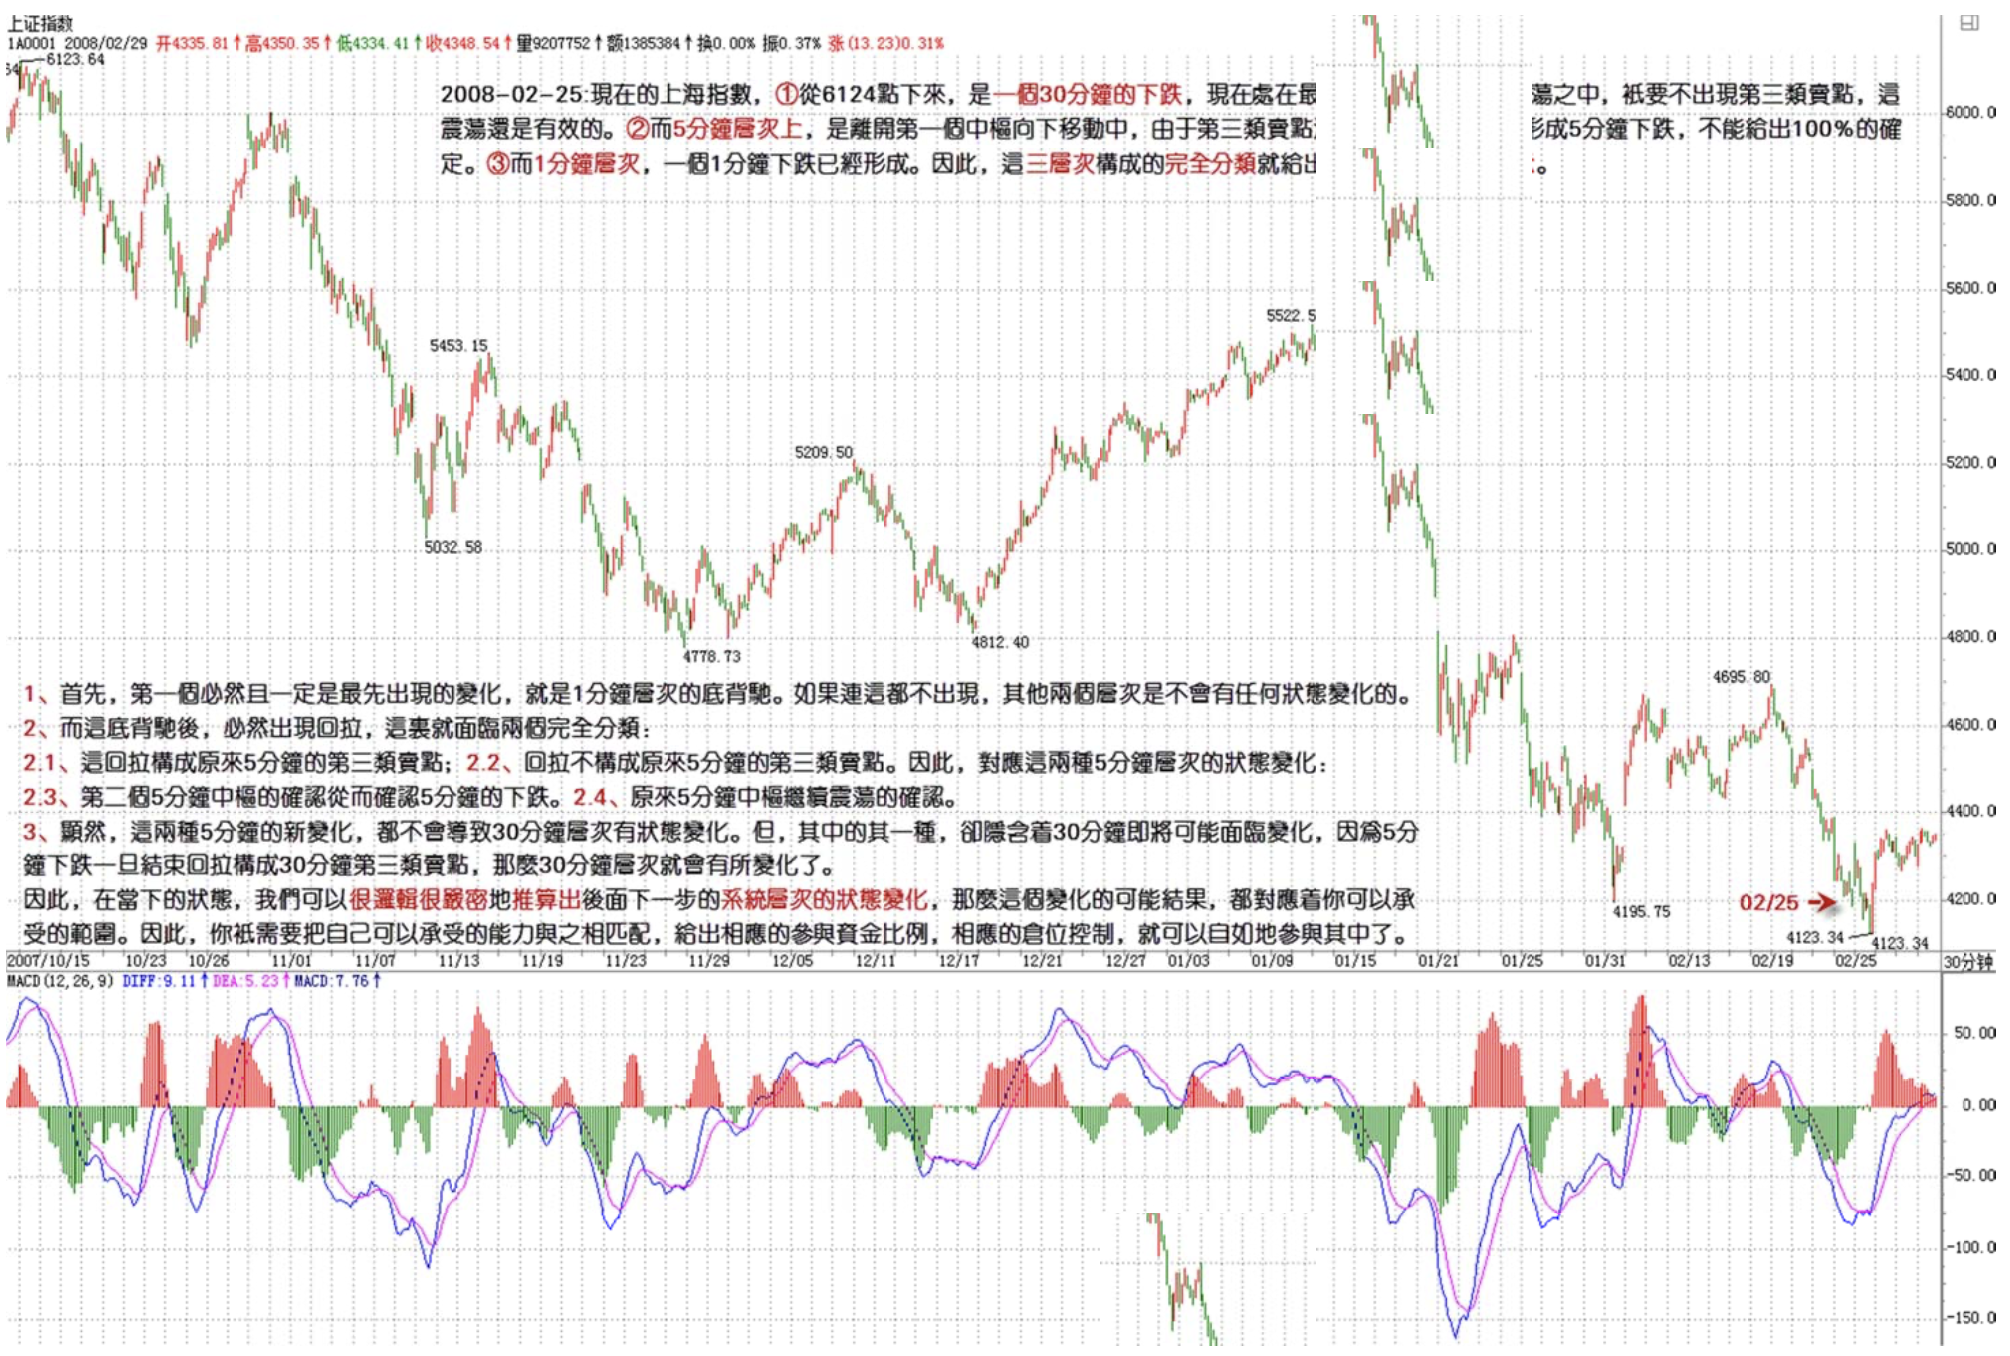 上证指数
1A0001 2008/02/29 开4335.81↑高4350.35↑低4334.41↑收4348.54↑量9207752↑额1385384↑换0.00% 振0.37% 涨(13.23)0.31%
6123.64
2008-02-25:現在的上海指數，①從6124點下來，是一個30分鐘的下跌，現在處在最 蕩之中，衹要不出現第三類賣點，這
震蕩還是有效的。②而5分鐘層次上，是離開第一個中樞向下移動中，由于第三類賣點 形成5分鐘下跌，不能給出100%的確
定。③而1分鐘層次，一個1分鐘下跌已經形成。因此，這三層次構成的完全分類就給出 。
6000.0
5800.0
5600.0
5400.0
5200.0
5000.0
4800.0
4600.0
4400.0
4200.0
5522.5
5453.15
5209.50
5032.58
4812.40
4778.73
4695.80
1、首先，第一個必然且一定是最先出現的變化，就是1分鐘層次的底背馳。如果連這都不出現，其他兩個層次是不會有任何狀態變化的。
2、而這底背馳後，必然出現回拉，這裏就面臨兩個完全分類：
2.1、這回拉構成原來5分鐘的第三類賣點；2.2、回拉不構成原來5分鐘的第三類賣點。因此，對應這兩種5分鐘層次的狀態變化：
2.3、第二個5分鐘中樞的確認從而確認5分鐘的下跌。2.4、原來5分鐘中樞繼續震蕩的確認。
3、顯然，這兩種5分鐘的新變化，都不會導致30分鐘層次有狀態變化。但，其中的其一種，卻隱含着30分鐘即將可能面臨變化，因爲5分
鐘下跌一旦結束回拉構成30分鐘第三類賣點，那麽30分鐘層次就會有所變化了。
因此，在當下的狀態，我們可以很邏輯很嚴密地推算出後面下一步的系統層次的狀態變化，那麽這個變化的可能結果，都對應着你可以承
受的範圍。因此，你衹需要把自己可以承受的能力與之相匹配，給出相應的參與資金比例，相應的倉位控制，就可以自如地參與其中了。
02/25
4195.75
4123.34
4123.34
2007/10/15 10/23 10/26 11/01 11/07 11/13 11/19 11/23 11/29 12/05 12/11 12/17 12/21 12/27 01/03 01/09 01/15 01/21 01/25 01/31 02/13 02/19 02/25 30分钟
MACD(12,26,9) DIFF:9.11↑ DEA:5.23↑ MACD:7.76↑
50.00
0.00
-50.00
-100.0
-150.0